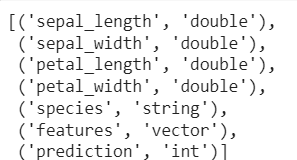 [('sepal_length', 'double'),
('sepal_width', 'double'),
('petal_length', 'double'),
('petal_width', 'double'),
('species', 'string'),
('features', 'vector'),
('prediction', 'int')]